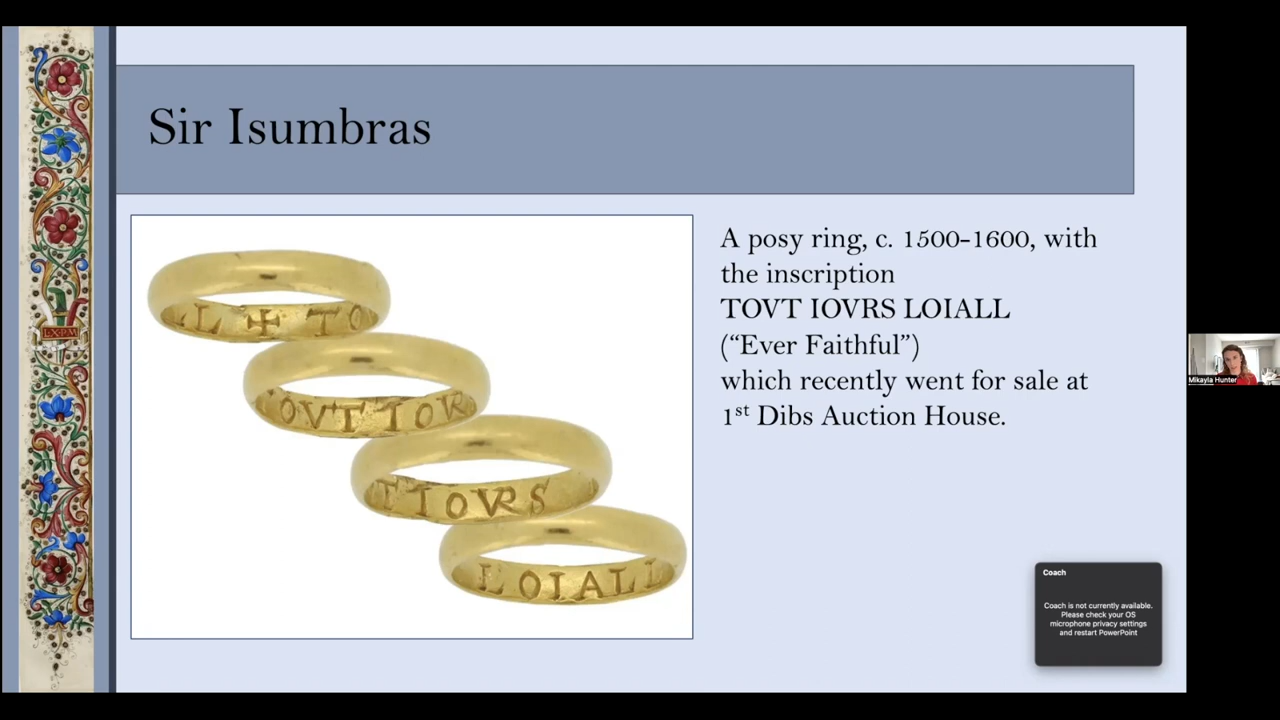 Sir Isumbras
A posy ring, c. 1500-1600, with
the inscription
TOVT IOVRS LOIALL
(“Ever Faithful”)
which recently went for sale at
1st Dibs Auction House.
LL ✠ TO
OVT IOV
T IOVRS
LOIALL
L·X·P·M
Mikayla Hunter
Coach
Coach is not currently available.
Please check your OS
microphone privacy settings
and restart PowerPoint